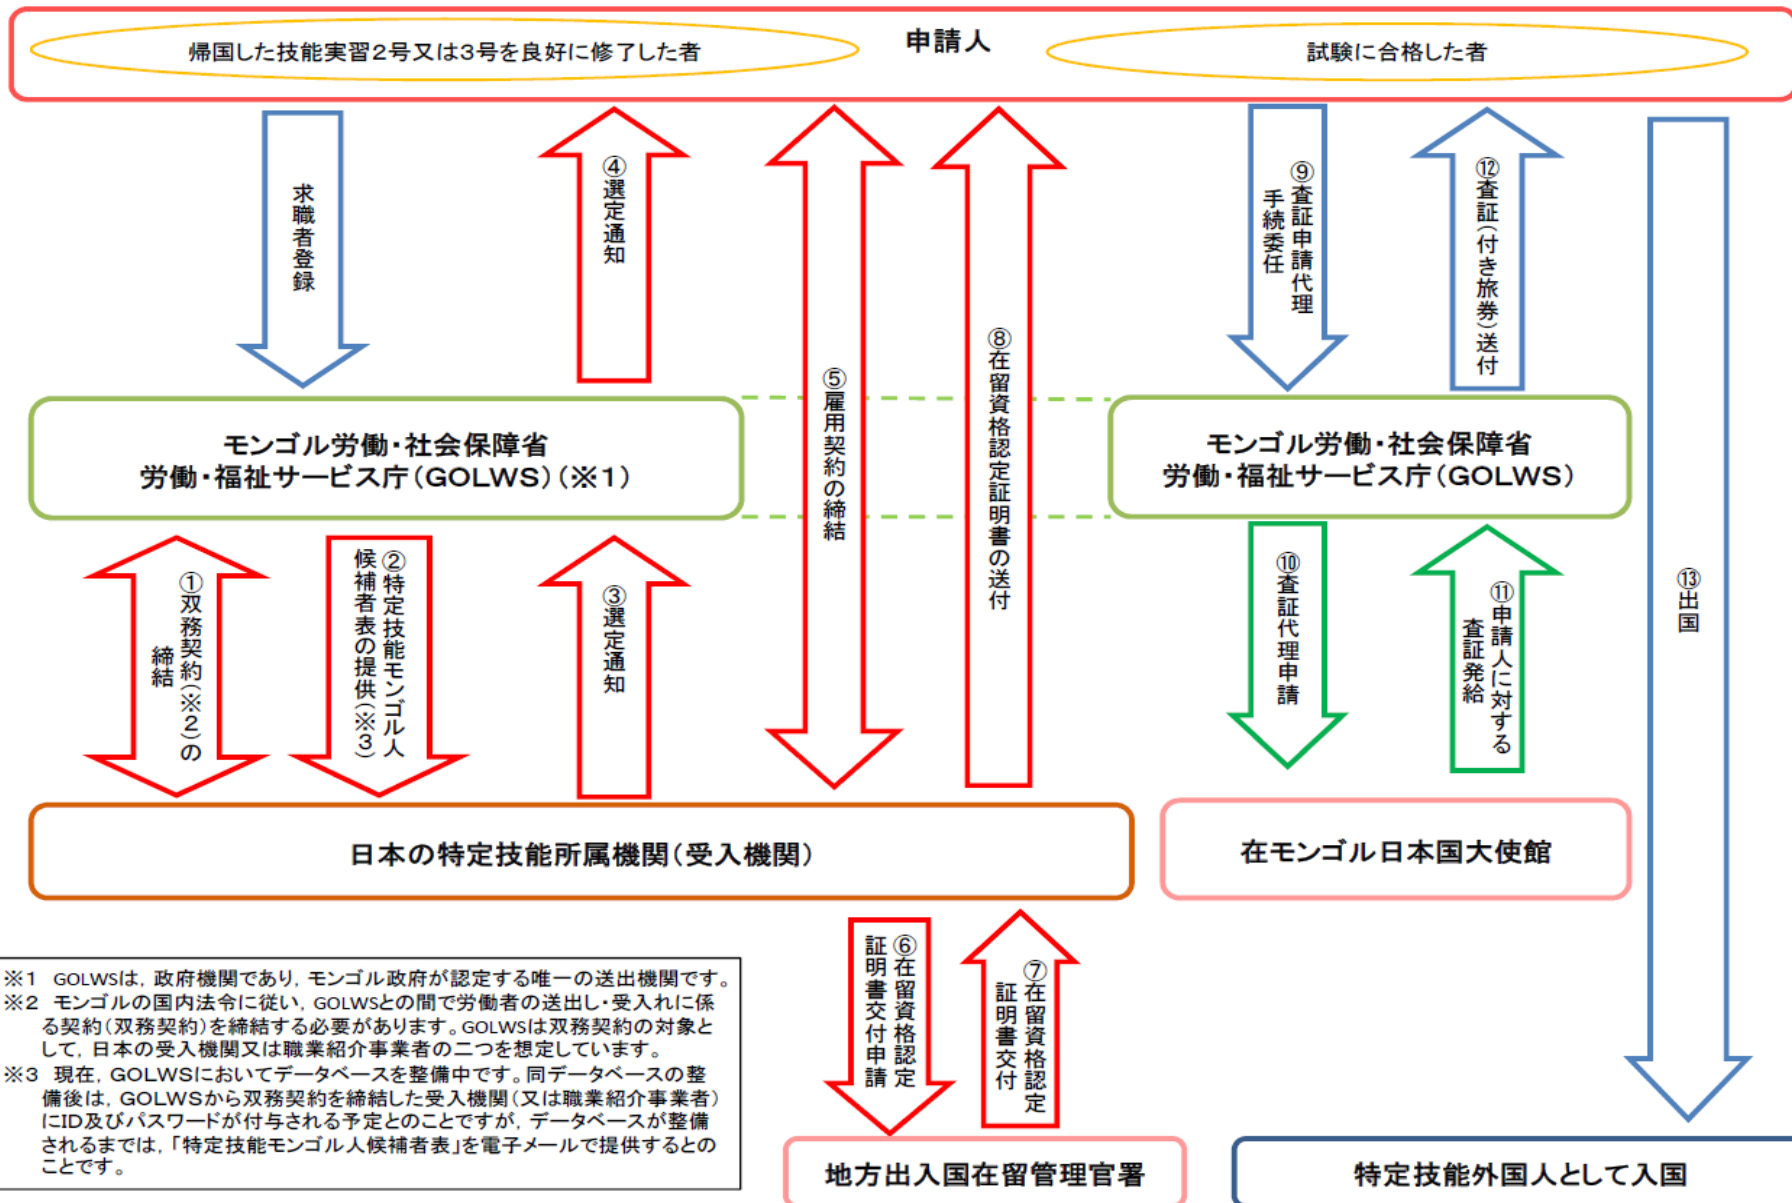 申請人
帰国した技能実習2号又は3号を良好に修了した者
試験に合格した者
求職者登録
④選定通知
⑤雇用契約の締結
⑧在留資格認定証明書の送付
⑨査証申請代理
手続委任
⑫査証(付き旅券)送付
⑬出国
モンゴル労働・社会保障省
労働・福祉サービス庁(GOLWS)(※1)
モンゴル労働・社会保障省
労働・福祉サービス庁(GOLWS)
①双務契約(※2)の
締結
②特定技能モンゴル人
候補者表の提供(※3)
③選定通知
⑩査証代理申請
⑪申請人に対する
査証発給
日本の特定技能所属機関(受入機関)
在モンゴル日本国大使館
⑥在留資格認定
証明書交付申請
⑦在留資格認定
証明書交付
※1 GOLWSは,政府機関であり,モンゴル政府が認定する唯一の送出機関です。
※2 モンゴルの国内法令に従い,GOLWSとの間で労働者の送出し・受入れに係
る契約(双務契約)を締結する必要があります。GOLWSは双務契約の対象と
して,日本の受入機関又は職業紹介事業者の二つを想定しています。
※3 現在,GOLWSにおいてデータベースを整備中です。同データベースの整
備後は,GOLWSから双務契約を締結した受入機関(又は職業紹介事業者)
にID及びパスワードが付与される予定とのことですが,データベースが整備
されるまでは,「特定技能モンゴル人候補者表」を電子メールで提供するとの
ことです。
地方出入国在留管理官署
特定技能外国人として入国